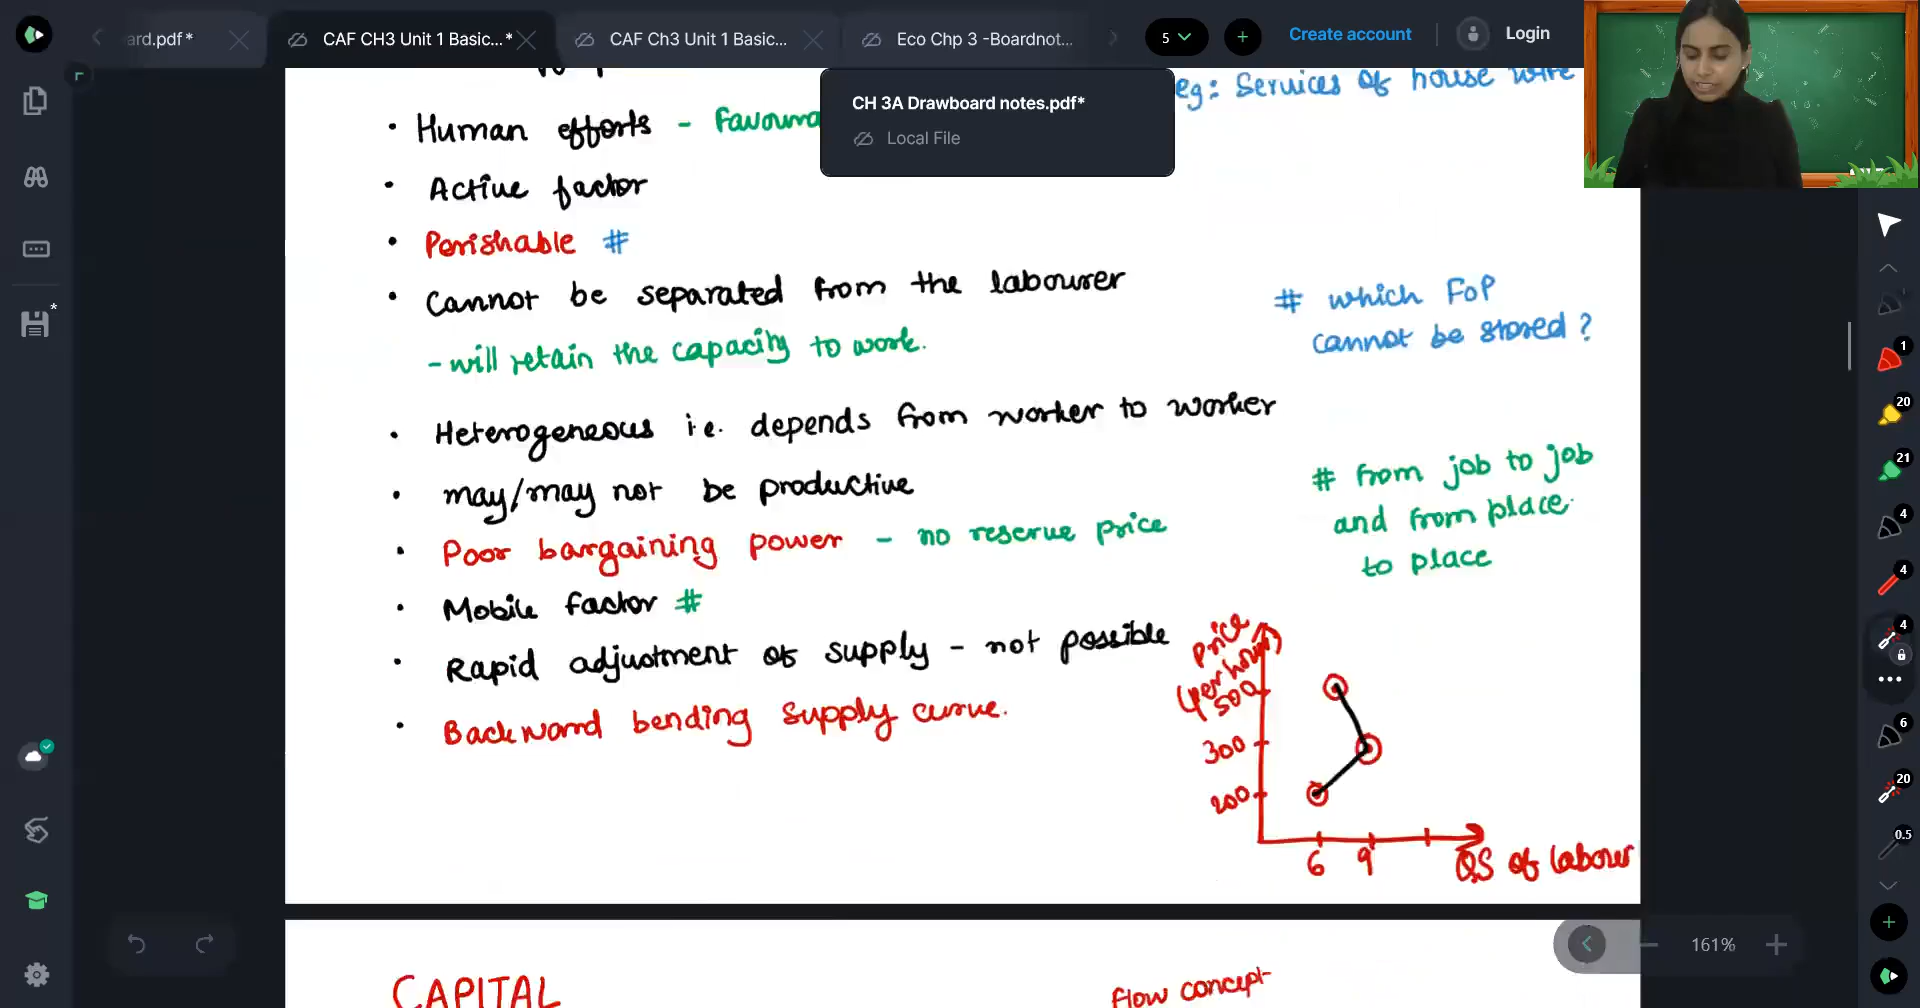 ard.pdf*
CAF CH3 Unit 1 Basic...*
CAF Ch3 Unit 1 Basic...
Eco Chp 3 -Boardnot...
5
Create account
Login
CH 3A Drawboard notes.pdf*
Local File
eg: Services of house wife
• Human efforts - Favoura
• Active factor
• Perishable #
• Cannot be separated from the labourer
- will retain the capacity to work.
# which FOP
cannot be stored?
• Heterogeneous i.e. depends from worker to worker
• may/may not be productive
# from job to job
and from place
to place
• Poor bargaining power - no reserve price
• Mobile factor #
• Rapid adjustment of supply - not possible
• Backward bending supply curve.
Price
(per hour)
500
300
200
6 9
QS of labour
CAPITAL
flow concept
1
20
21
4
4
4
6
20
0.5
161%